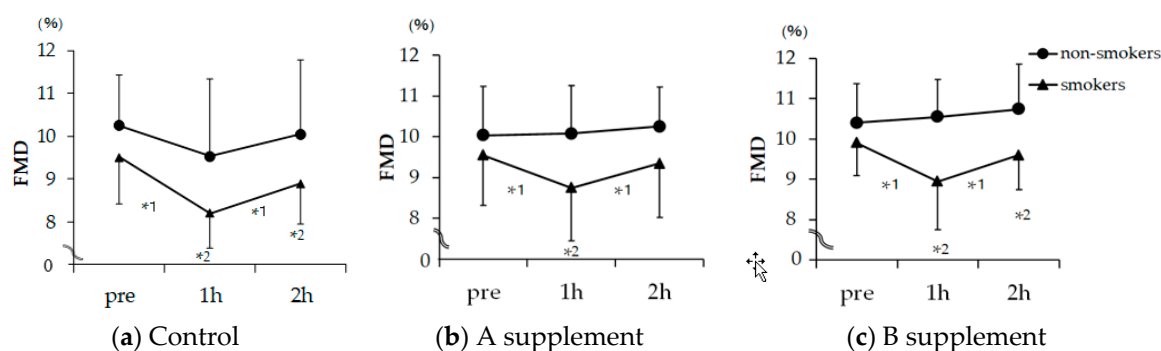 (%)
12
11
10
9
8
0
FMD
*1
*1
*2
*2
pre
1h
2h
(a) Control
(%)
12
11
10
9
8
0
FMD
*1
*1
*2
pre
1h
2h
(b) A supplement
(%)
12
11
10
9
8
0
FMD
non-smokers
smokers
*1
*1
*2
*2
pre
1h
2h
(c) B supplement